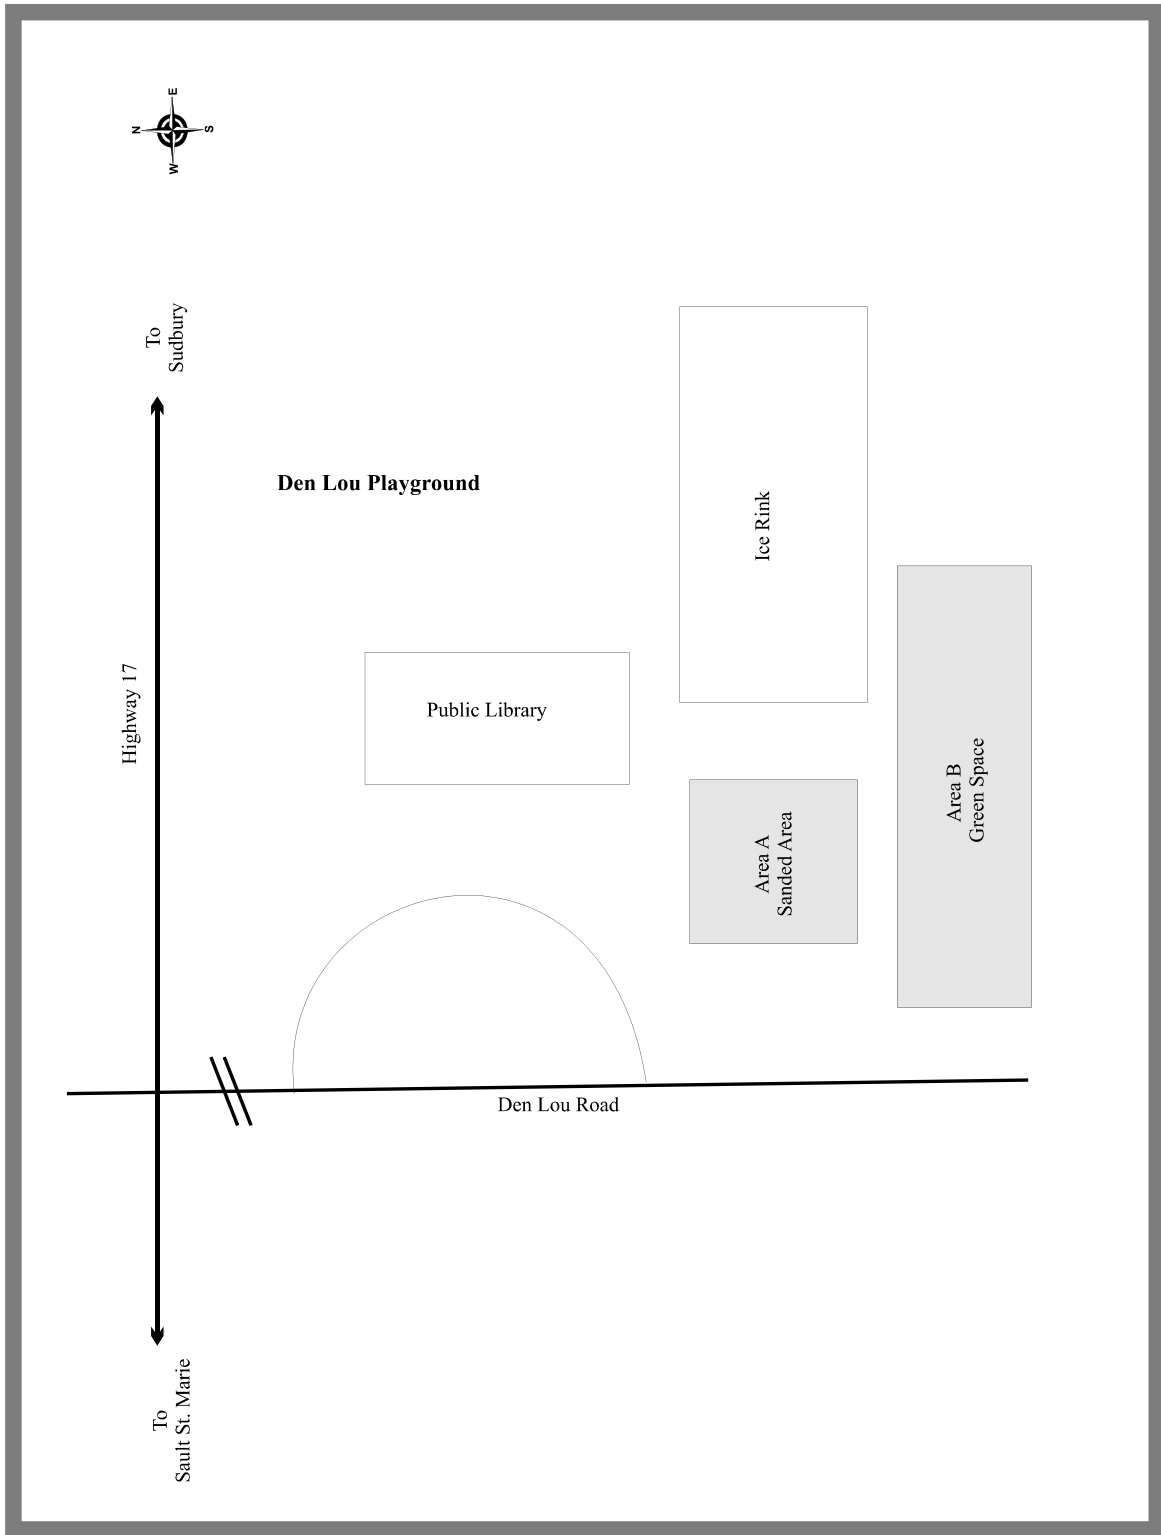 E
N
S
W
To
Sudbury
Den Lou Playground
Ice Rink
Highway 17
Public Library
Area B
Green Space
Area A
Sanded Area
Den Lou Road
To
Sault St. Marie